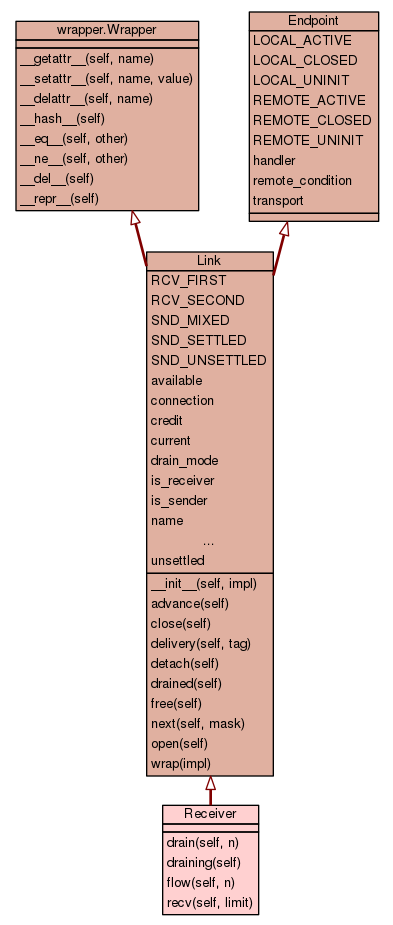 wrapper.Wrapper
__getattr__(self, name)
__setattr__(self, name, value)
__delattr__(self, name)
__hash__(self)
__eq__(self, other)
__ne__(self, other)
__del__(self)
__repr__(self)
Endpoint
LOCAL_ACTIVE
LOCAL_CLOSED
LOCAL_UNINIT
REMOTE_ACTIVE
REMOTE_CLOSED
REMOTE_UNINIT
handler
remote_condition
transport
Link
RCV_FIRST
RCV_SECOND
SND_MIXED
SND_SETTLED
SND_UNSETTLED
available
connection
credit
current
drain_mode
is_receiver
is_sender
name
...
unsettled
__init__(self, impl)
advance(self)
close(self)
delivery(self, tag)
detach(self)
drained(self)
free(self)
next(self, mask)
open(self)
wrap(impl)
Receiver
drain(self, n)
draining(self)
flow(self, n)
recv(self, limit)